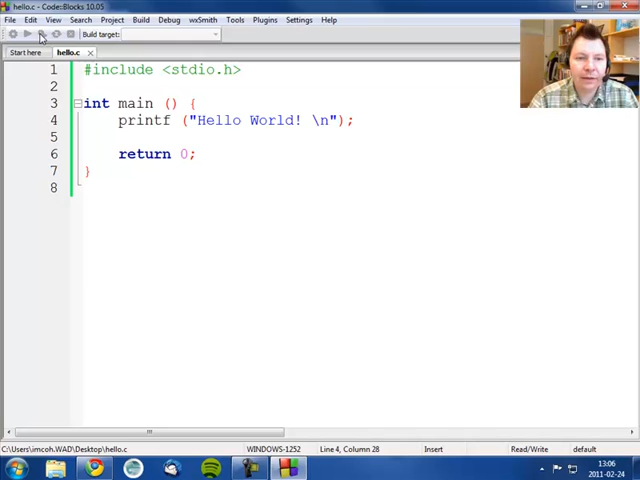 hello.c - Code::Blocks 10.05
File Edit View Search Project Build Debug wxSmith Tools Plugins Settings Help
Build target:
Start here hello.c
1 #include <stdio.h>
2
3 int main () {
4 printf ("Hello World! \n");
5
6 return 0;
7 }
8
C:\Users\imcoh.WAD\Desktop\hello.c WINDOWS-1252 Line 4, Column 28 Insert Read/Write default
13:06
2011-02-24